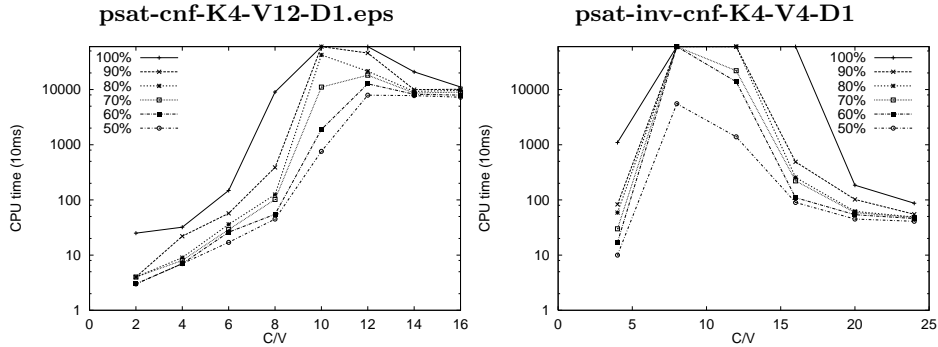 psat-cnf-K4-V12-D1.eps
CPU time (10ms)
10000
1000
100
10
1
100%
90%
80%
70%
60%
50%
0 2 4 6 8 10 12 14 16
C/V
psat-inv-cnf-K4-V4-D1
CPU time (10ms)
10000
1000
100
10
1
100%
90%
80%
70%
60%
50%
0 5 10 15 20 25
C/V